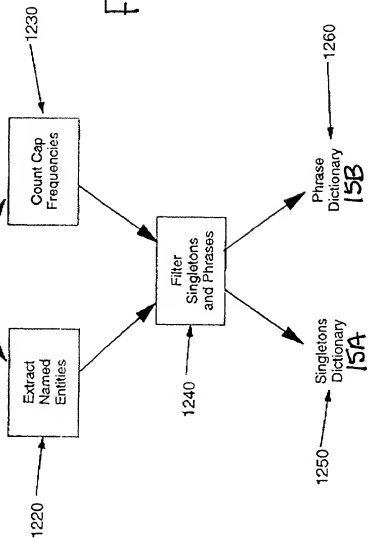 1230
F
Count Cap
Frequencies
Extract
Named
Entities
1220
Filter
Singletons
and Phrases
1240
1260
Phrase
Dictionary
15B
Singletons
Dictionary
15A
1250